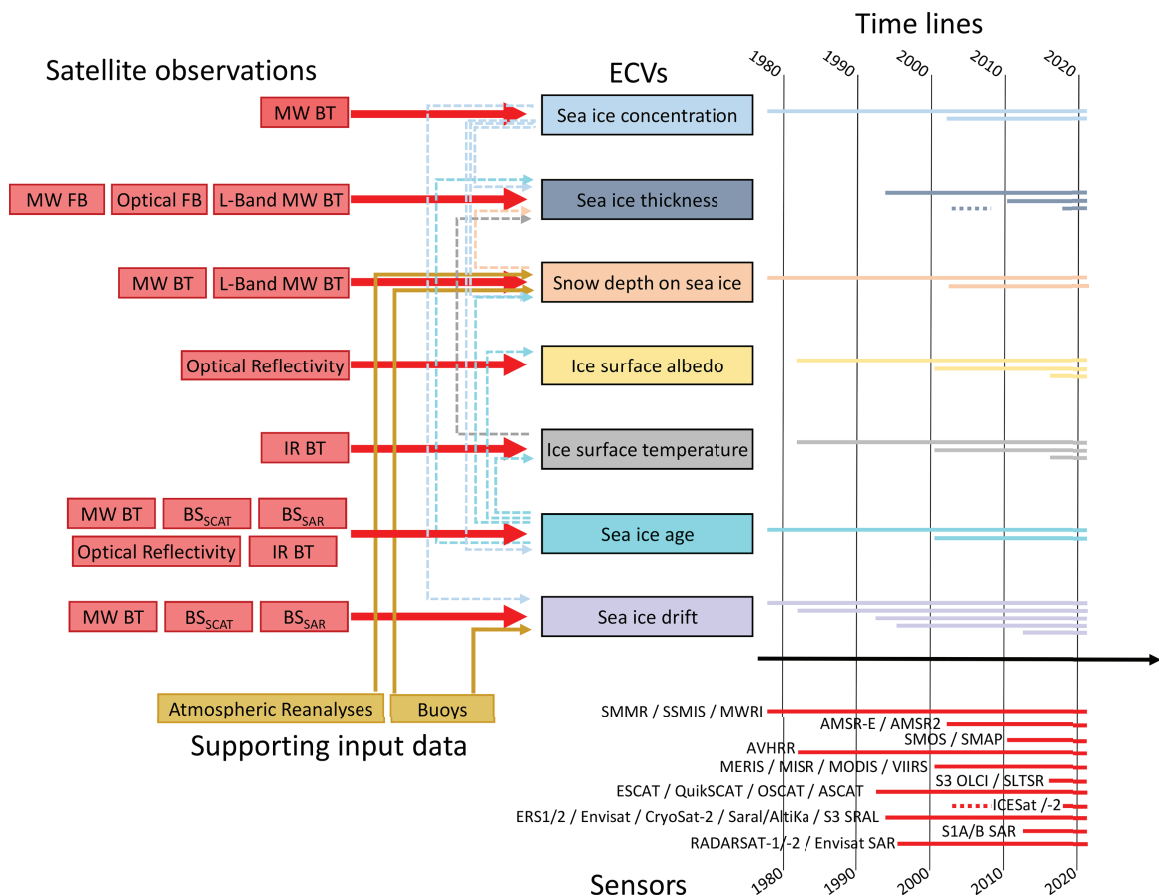 Time lines
Satellite observations
ECVs
1980
1990
2000
2010
2020
MW BT
Sea ice concentration
MW FB
Optical FB
L-Band MW BT
Sea ice thickness
MW BT
L-Band MW BT
Snow depth on sea ice
Optical Reflectivity
Ice surface albedo
IR BT
Ice surface temperature
MW BT
BSSCAT
BSSAR
Optical Reflectivity
IR BT
Sea ice age
MW BT
BSSCAT
BSSAR
Sea ice drift
Atmospheric Reanalyses
Buoys
Supporting input data
SMMR / SSMIS / MWRI
AMSR-E / AMSR2
SMOS / SMAP
AVHRR
MERIS / MISR / MODIS / VIIRS
S3 OLCI / SLTSR
ESCAT / QuikSCAT / OSCAT / ASCAT
ICESat /-2
ERS1/2 / Envisat / CryoSat-2 / Saral/AltiKa / S3 SRAL
S1A/B SAR
RADARSAT-1/-2 / Envisat SAR
Sensors
1980
1990
2000
2010
2020